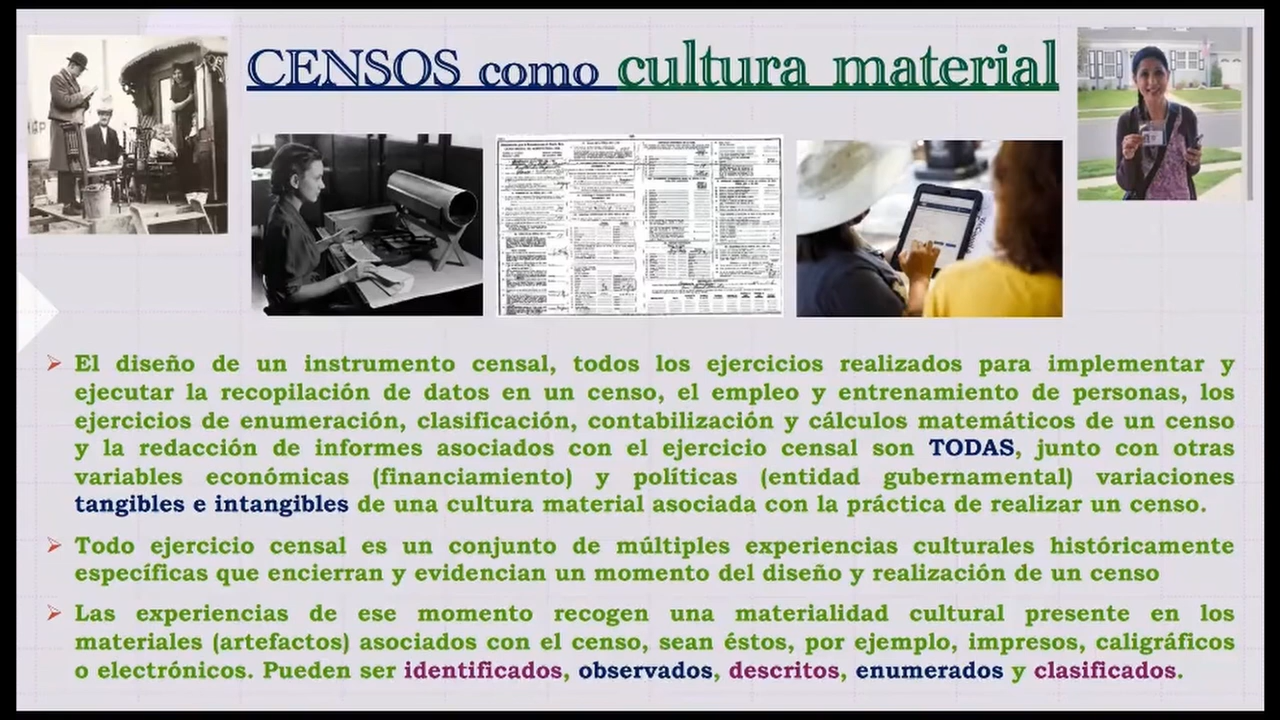 CENSOS como cultura material
El diseño de un instrumento censal, todos los ejercicios realizados para implementar y
ejecutar la recopilación de datos en un censo, el empleo y entrenamiento de personas, los
ejercicios de enumeración, clasificación, contabilización y cálculos matemáticos de un censo
y la redacción de informes asociados con el ejercicio censal son TODAS, junto con otras
variables económicas (financiamiento) y políticas (entidad gubernamental) variaciones
tangibles e intangibles de una cultura material asociada con la práctica de realizar un censo.
Todo ejercicio censal es un conjunto de múltiples experiencias culturales históricamente
específicas que encierran y evidencian un momento del diseño y realización de un censo
Las experiencias de ese momento recogen una materialidad cultural presente en los
materiales (artefactos) asociados con el censo, sean éstos, por ejemplo, impresos, caligráficos
o electrónicos. Pueden ser identificados, observados, descritos, enumerados y clasificados.